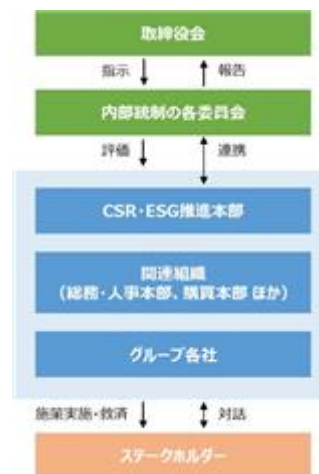 取締役会
指示 報告
内部統制の各委員会
評価 連携
CSR・ESG推進本部
関連組織
(総務・人事本部、購買本部 ほか)
グループ各社
施策実施・救済 対話
ステークホルダー